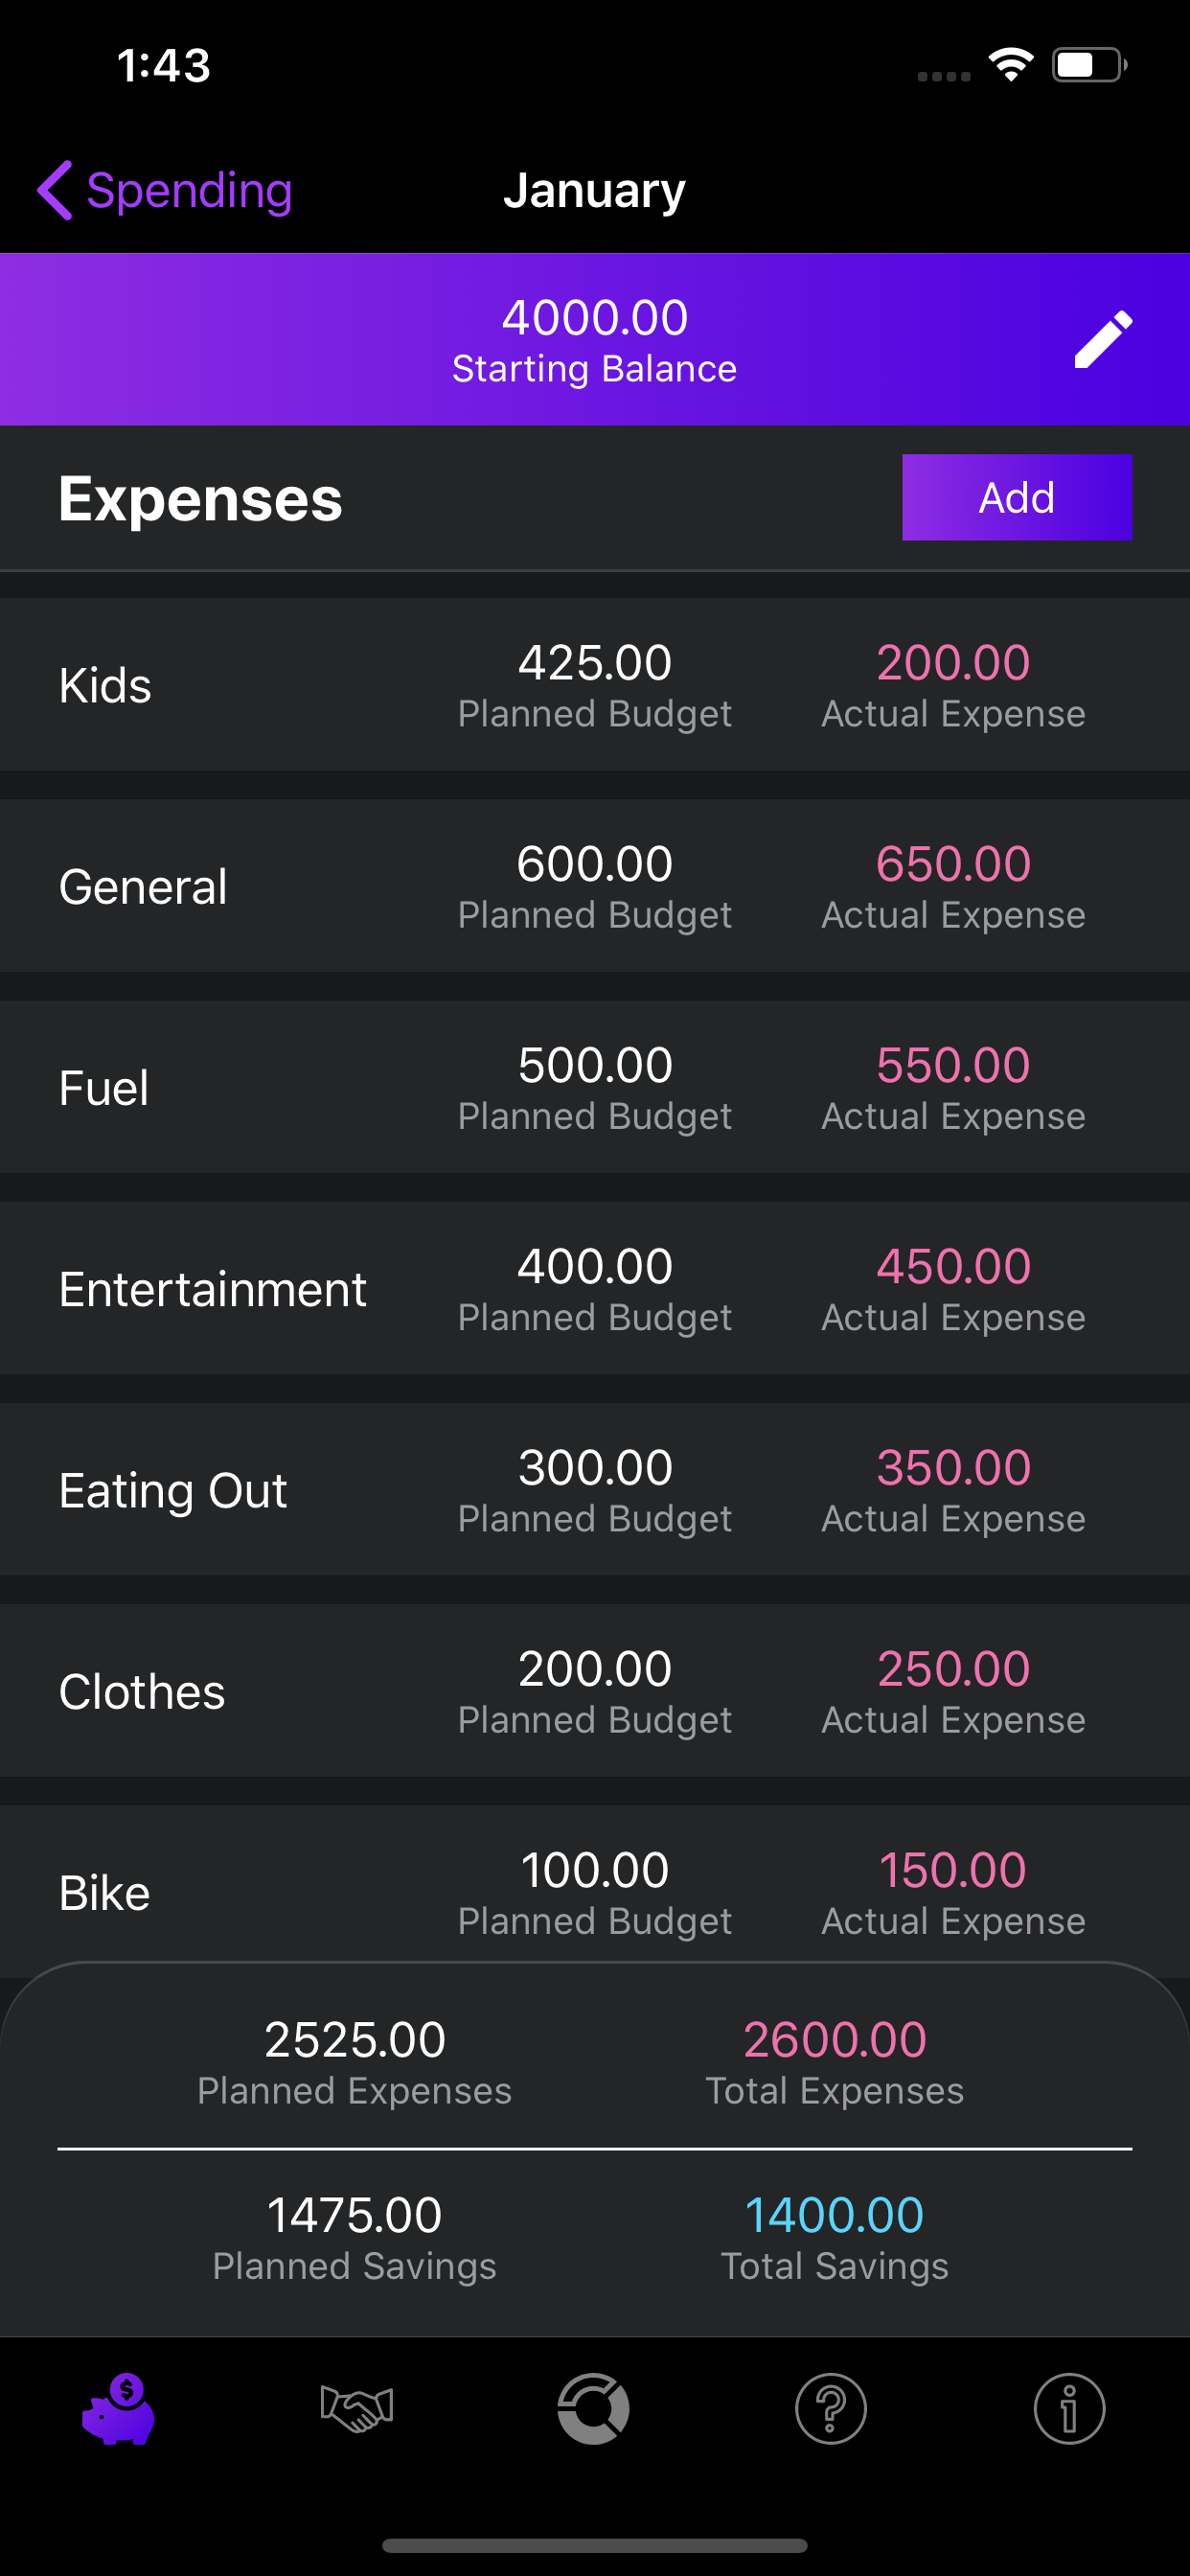 1:43
Spending
January
4000.00
Starting Balance
Expenses
Add
Kids
425.00
Planned Budget
200.00
Actual Expense
General
600.00
Planned Budget
650.00
Actual Expense
Fuel
500.00
Planned Budget
550.00
Actual Expense
Entertainment
400.00
Planned Budget
450.00
Actual Expense
Eating Out
300.00
Planned Budget
350.00
Actual Expense
Clothes
200.00
Planned Budget
250.00
Actual Expense
Bike
100.00
Planned Budget
150.00
Actual Expense
2525.00
Planned Expenses
2600.00
Total Expenses
1475.00
Planned Savings
1400.00
Total Savings